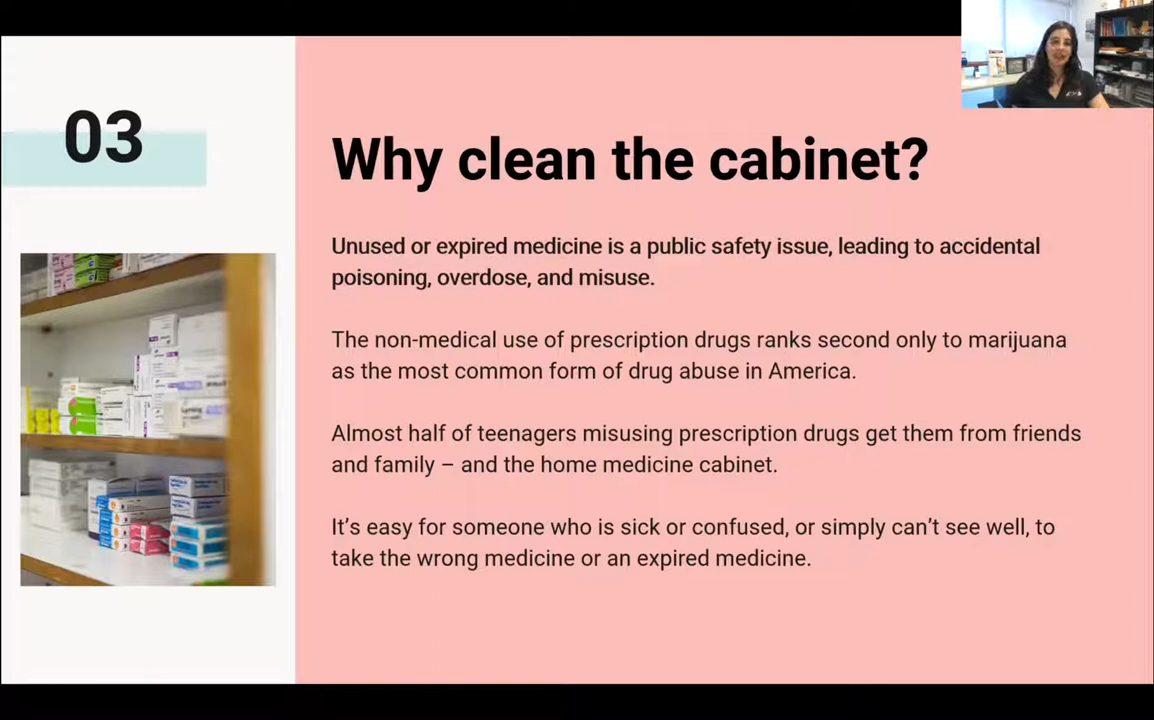 03
Why clean the cabinet?
Unused or expired medicine is a public safety issue, leading to accidental
poisoning, overdose, and misuse.
The non-medical use of prescription drugs ranks second only to marijuana
as the most common form of drug abuse in America.
Almost half of teenagers misusing prescription drugs get them from friends
and family – and the home medicine cabinet.
It’s easy for someone who is sick or confused, or simply can’t see well, to
take the wrong medicine or an expired medicine.